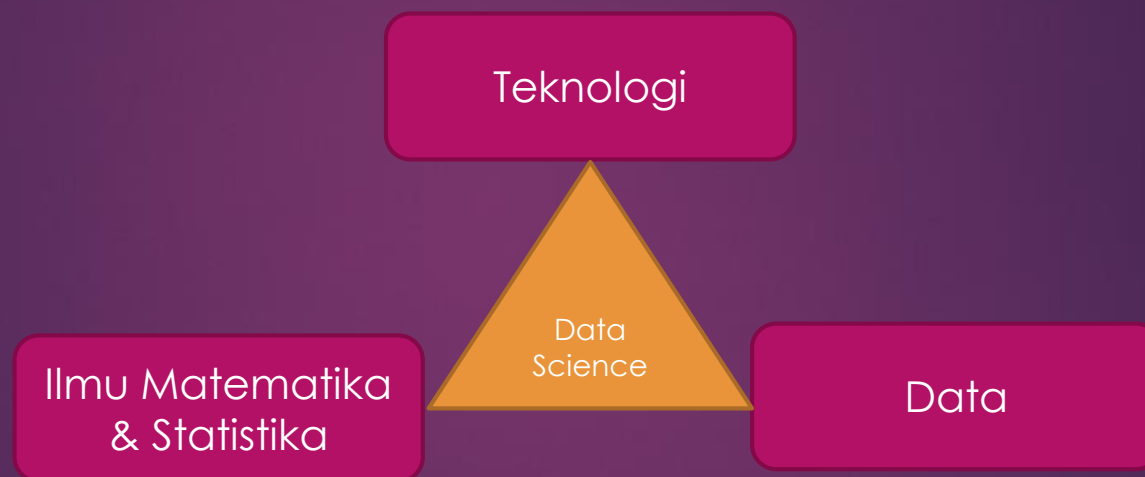 Teknologi
Data
Science
Ilmu Matematika
& Statistika
Data